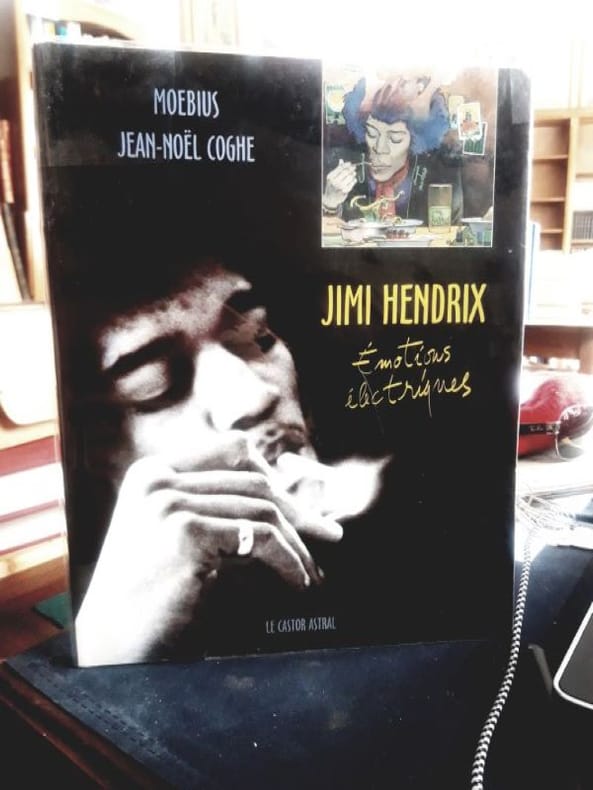 MOEBIUS
JEAN-NOËL COGHE
JIMI HENDRIX
Émotions
électriques
LE CASTOR ASTRAL